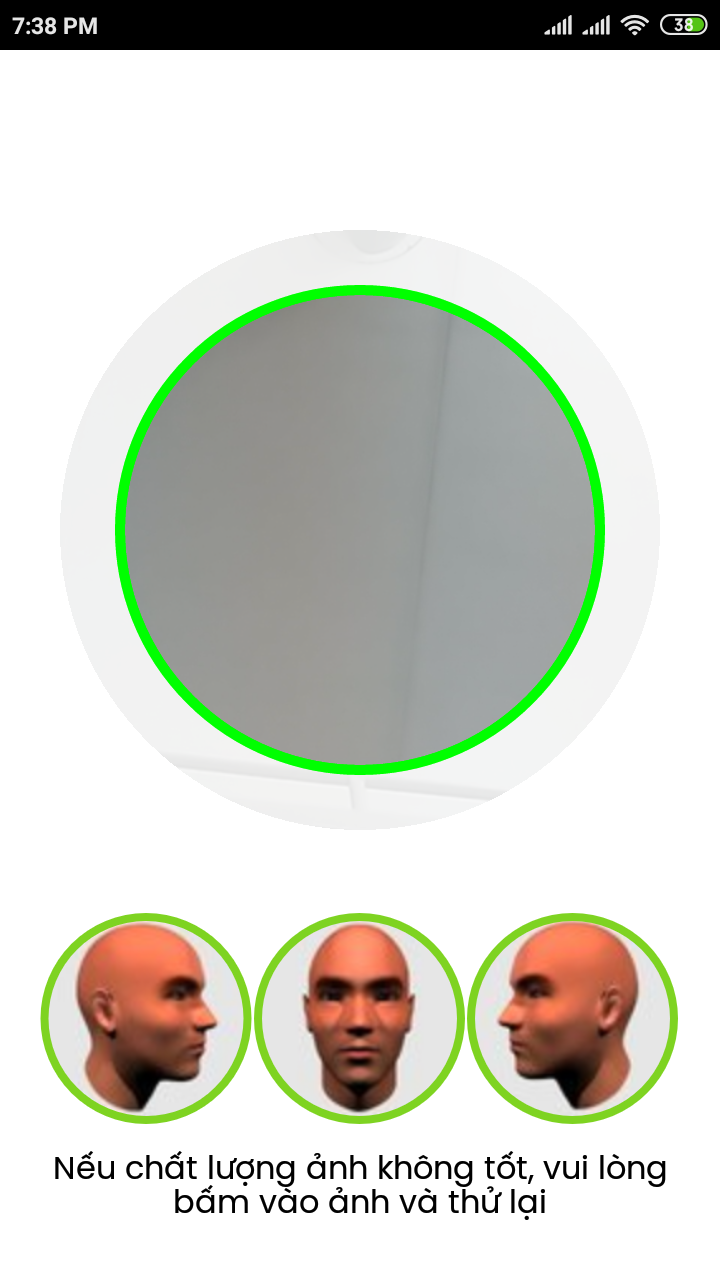 7:38 PM
38
Nếu chất lượng ảnh không tốt, vui lòng
bấm vào ảnh và thử lại